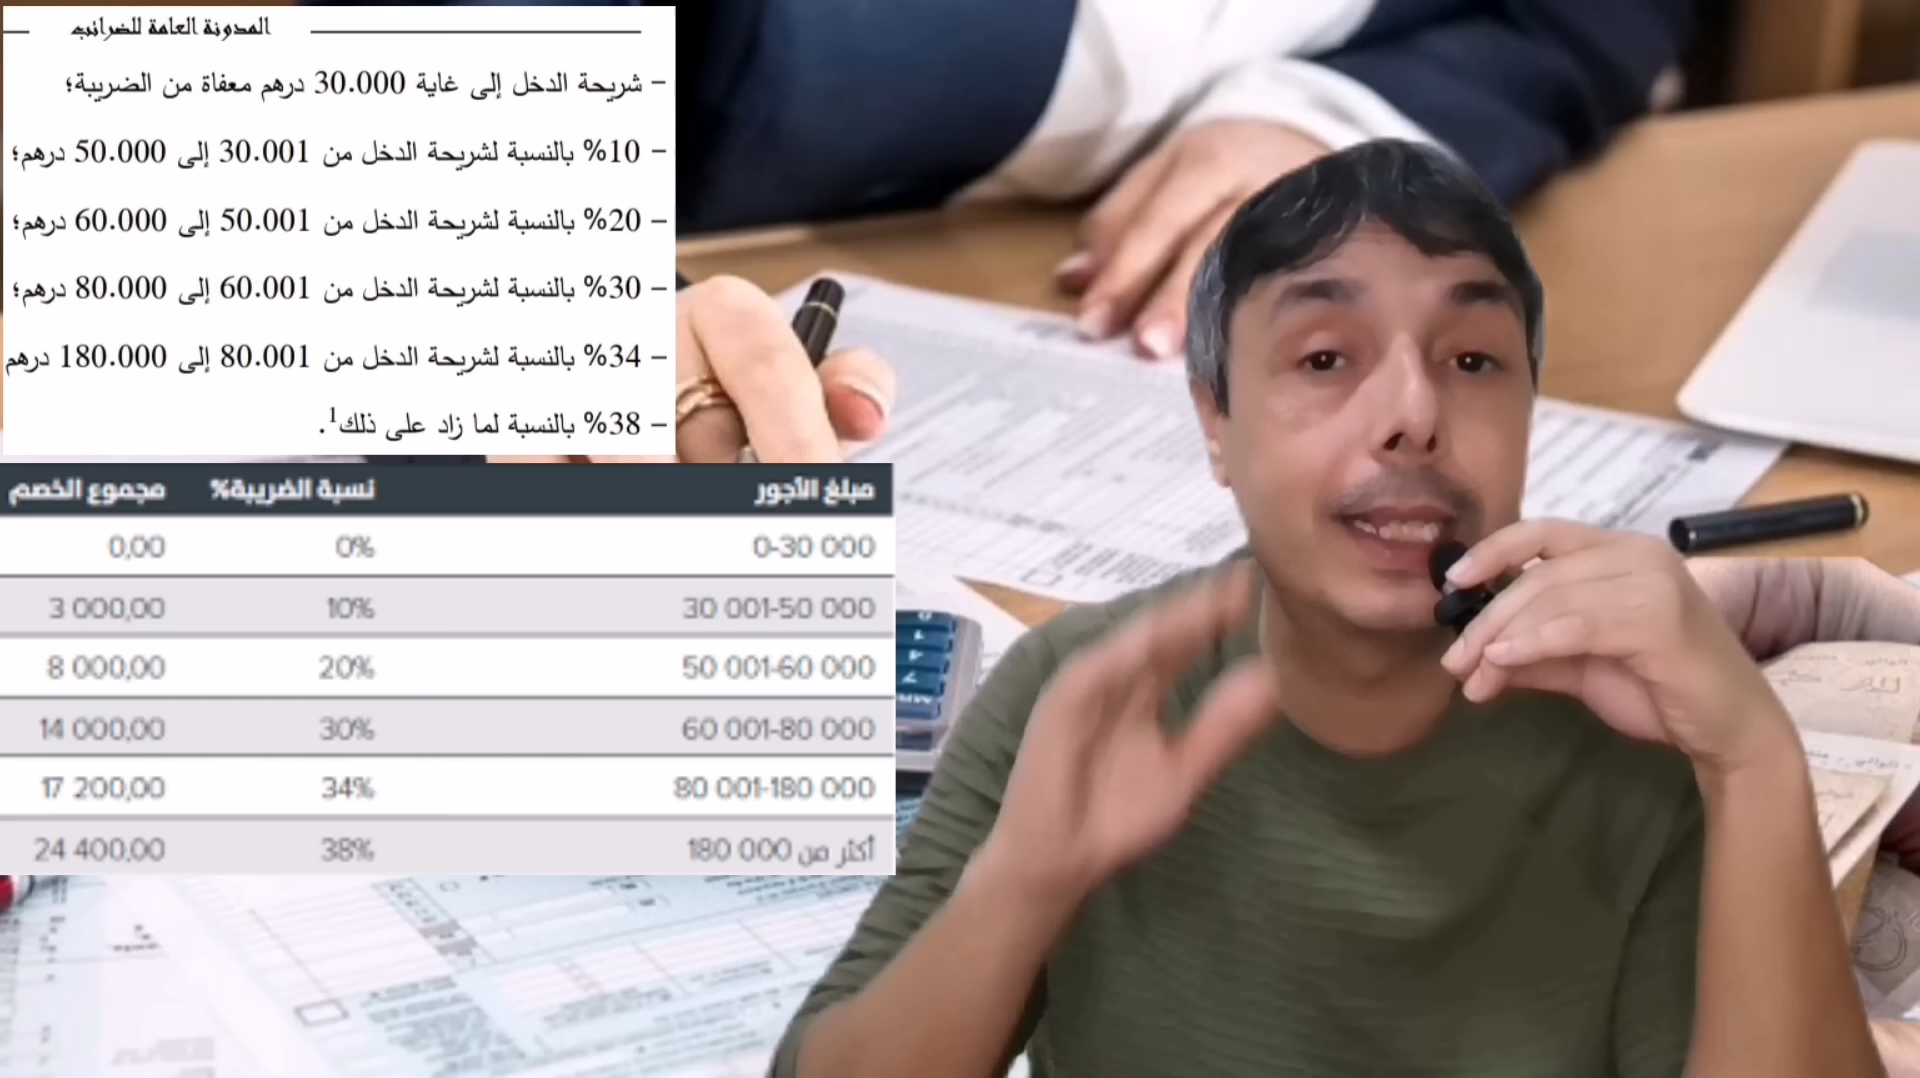 المدونة العامة للضرائب
– شريحة الدخل إلى غاية 30.000 درهم معفاة من الضريبة؛
– %10 بالنسبة لشريحة الدخل من 30.001 إلى 50.000 درهم؛
– %20 بالنسبة لشريحة الدخل من 50.001 إلى 60.000 درهم؛
– %30 بالنسبة لشريحة الدخل من 60.001 إلى 80.000 درهم؛
– %34 بالنسبة لشريحة الدخل من 80.001 إلى 180.000 درهم
– %38 بالنسبة لما زاد على ذلك1.
مبلغ الأجور نسبة الضريبة% مجموع الخصم
0-30 000 0% 0,00
30 001-50 000 10% 3 000,00
50 001-60 000 20% 8 000,00
60 001-80 000 30% 14 000,00
80 001-180 000 34% 17 200,00
أكثر من 180 000 38% 24 400,00